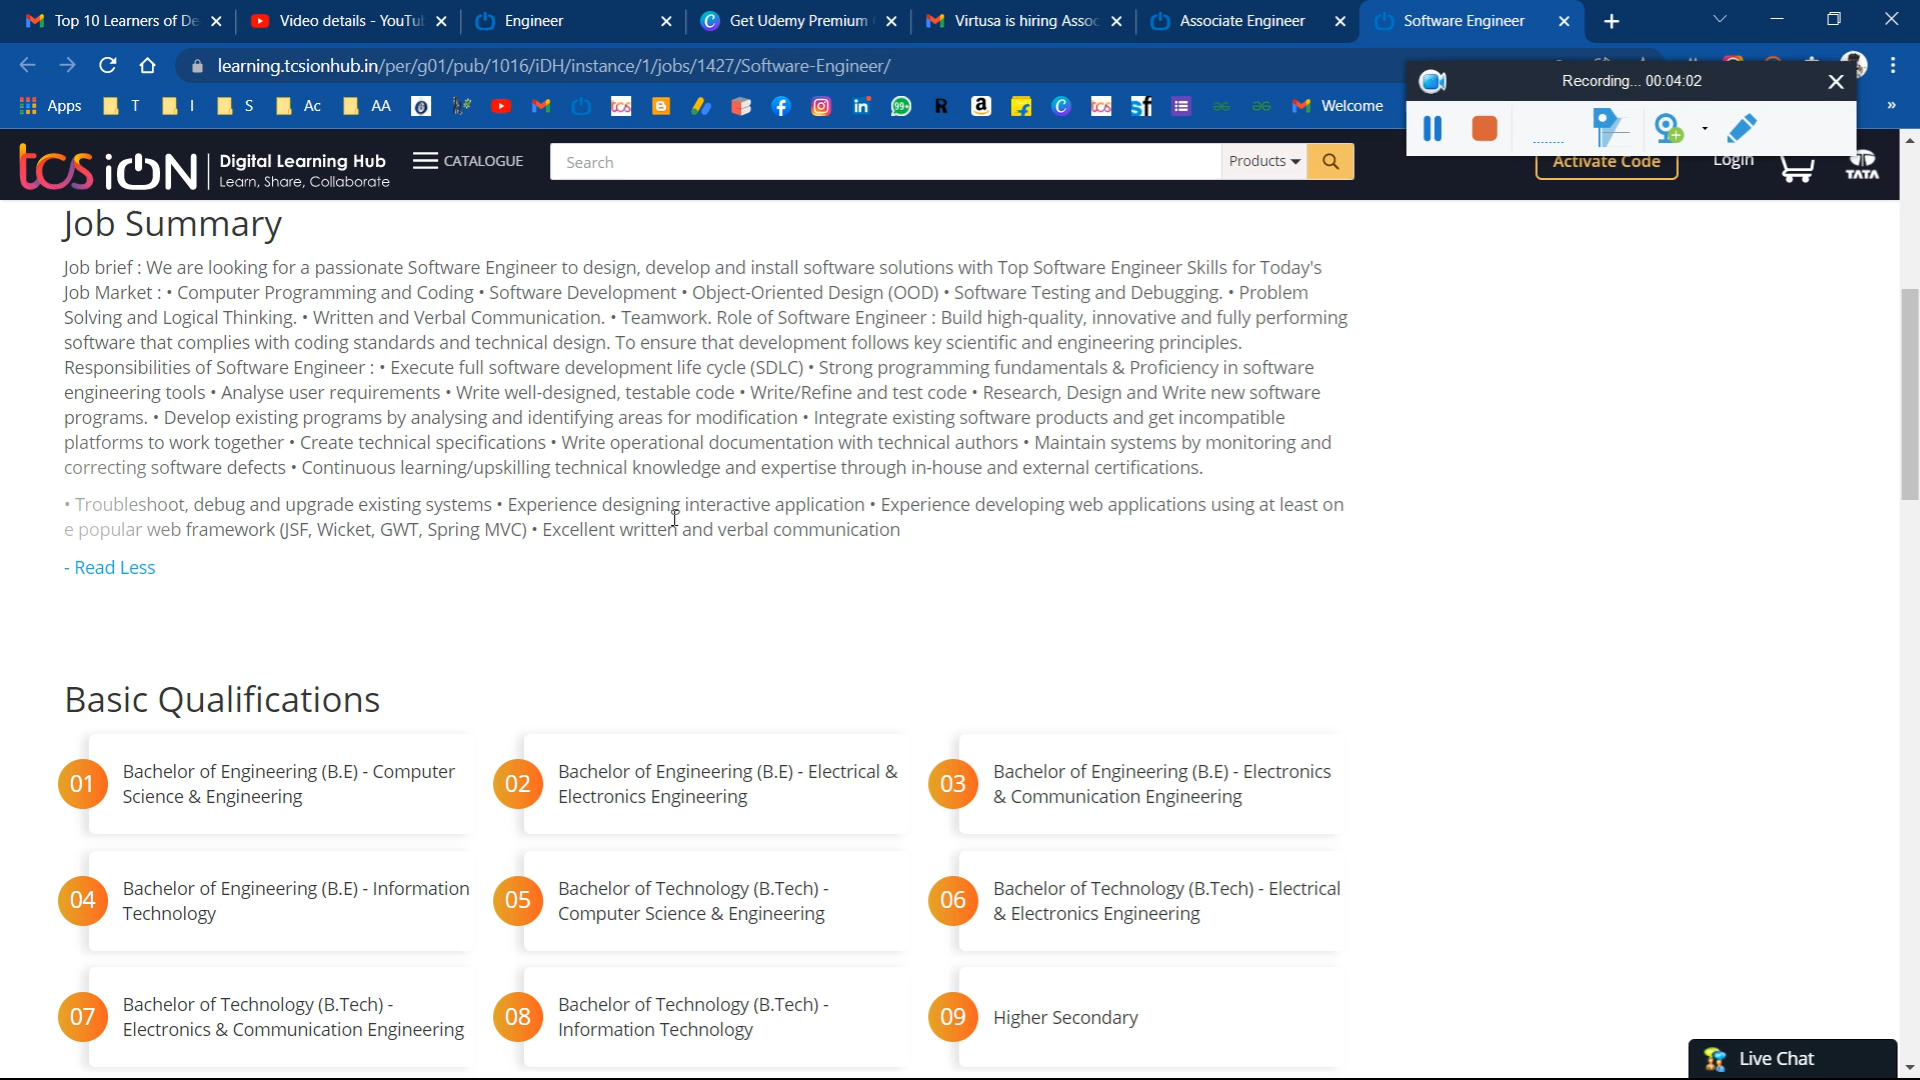 Top 10 Learners of De
Video details - YouTu
Engineer
Get Udemy Premium
Virtusa is hiring Assoc
Associate Engineer
Software Engineer
learning.tcsionhub.in/per/g01/pub/1016/iDH/instance/1/jobs/1427/Software-Engineer/
Recording... 00:04:02
Apps
T
I
S
Ac
AA
tcs
99+
R
a
tcs
Welcome
»
tcs iON
Digital Learning Hub
Learn, Share, Collaborate
CATALOGUE
Search
Products
Activate Code
Login
TATA
Job Summary
Job brief : We are looking for a passionate Software Engineer to design, develop and install software solutions with Top Software Engineer Skills for Today's
Job Market : • Computer Programming and Coding • Software Development • Object-Oriented Design (OOD) • Software Testing and Debugging. • Problem
Solving and Logical Thinking. • Written and Verbal Communication. • Teamwork. Role of Software Engineer : Build high-quality, innovative and fully performing
software that complies with coding standards and technical design. To ensure that development follows key scientific and engineering principles.
Responsibilities of Software Engineer : • Execute full software development life cycle (SDLC) • Strong programming fundamentals & Proficiency in software
engineering tools • Analyse user requirements • Write well-designed, testable code • Write/Refine and test code • Research, Design and Write new software
programs. • Develop existing programs by analysing and identifying areas for modification • Integrate existing software products and get incompatible
platforms to work together • Create technical specifications • Write operational documentation with technical authors • Maintain systems by monitoring and
correcting software defects • Continuous learning/upskilling technical knowledge and expertise through in-house and external certifications.
• Troubleshoot, debug and upgrade existing systems • Experience designing interactive application • Experience developing web applications using at least on
e popular web framework (JSF, Wicket, GWT, Spring MVC) • Excellent written and verbal communication
- Read Less
Basic Qualifications
01
Bachelor of Engineering (B.E) - Computer
Science & Engineering
02
Bachelor of Engineering (B.E) - Electrical &
Electronics Engineering
03
Bachelor of Engineering (B.E) - Electronics
& Communication Engineering
04
Bachelor of Engineering (B.E) - Information
Technology
05
Bachelor of Technology (B.Tech) -
Computer Science & Engineering
06
Bachelor of Technology (B.Tech) - Electrical
& Electronics Engineering
07
Bachelor of Technology (B.Tech) -
Electronics & Communication Engineering
08
Bachelor of Technology (B.Tech) -
Information Technology
09
Higher Secondary
Live Chat